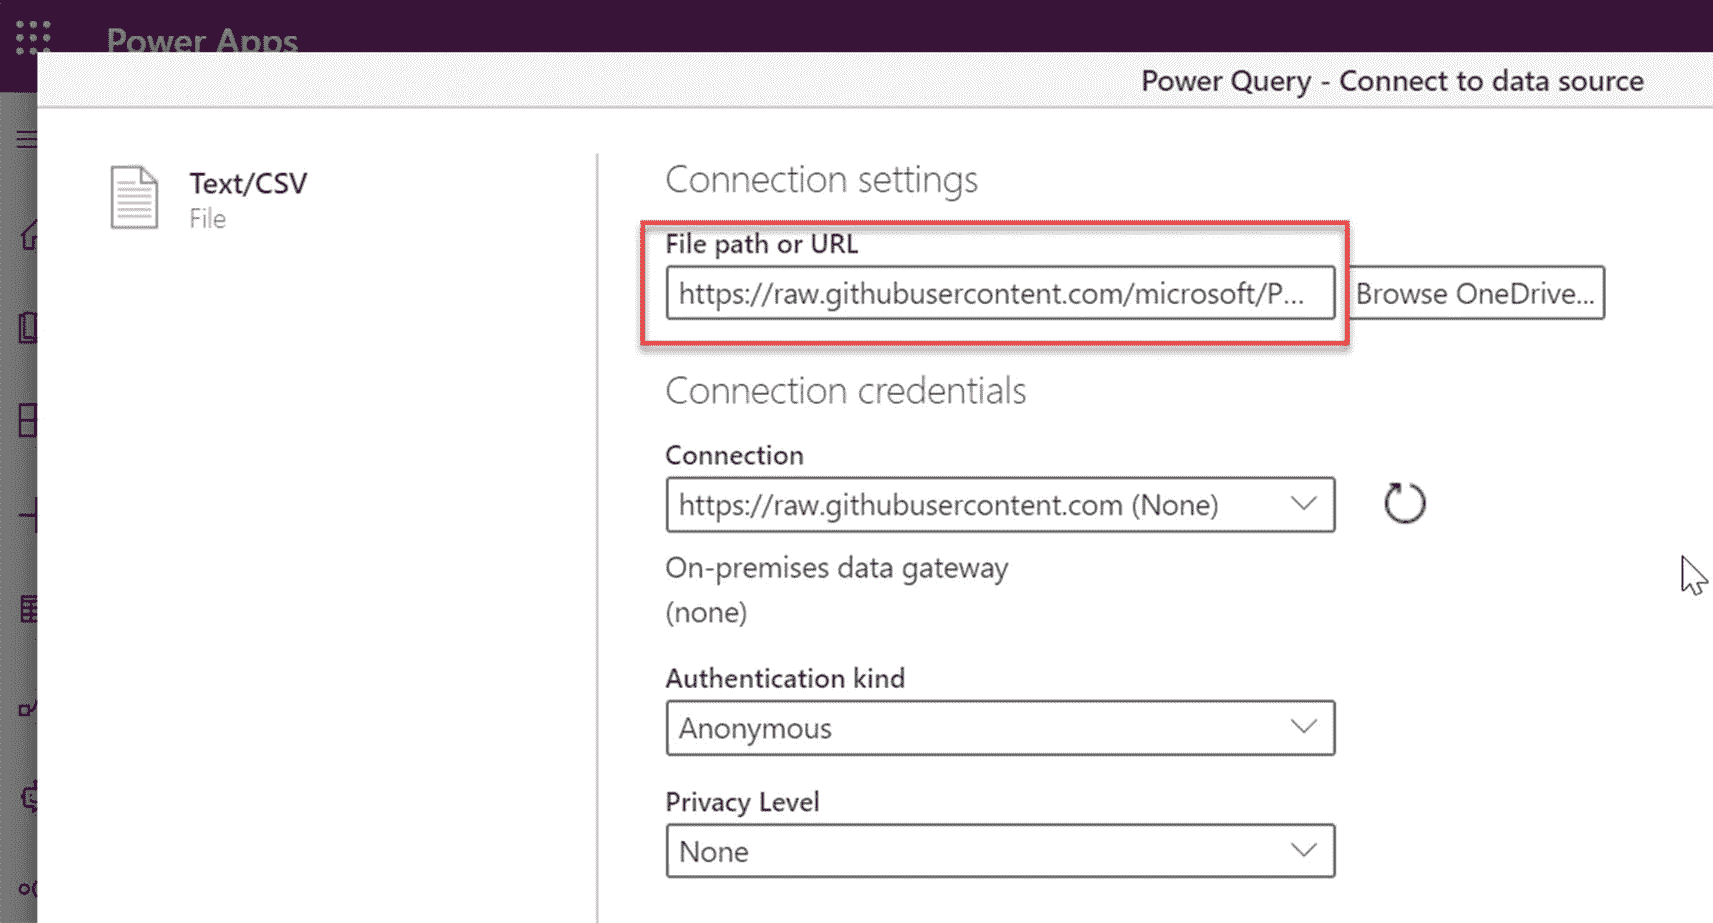 Power Apps
Power Query - Connect to data source
Text/CSV
File
Connection settings
File path or URL
https://raw.githubusercontent.com/microsoft/P...
Browse OneDrive...
Connection credentials
Connection
https://raw.githubusercontent.com (None)
On-premises data gateway
(none)
Authentication kind
Anonymous
Privacy Level
None